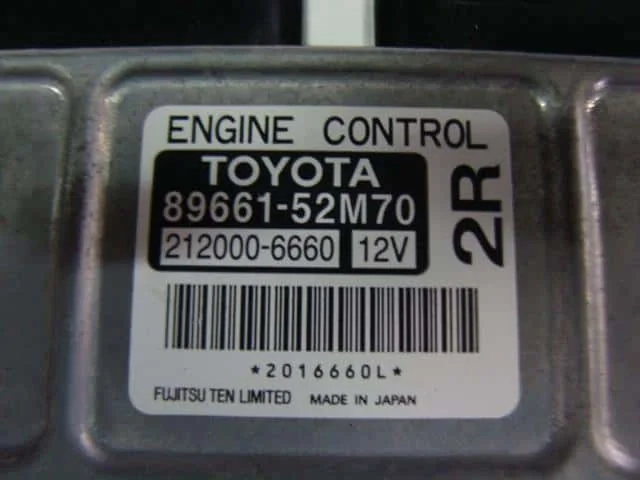 ENGINE CONTROL
TOYOTA
89661-52M70
212000-6660 12V
2R
*2016660L*
FUJITSU TEN LIMITED MADE IN JAPAN